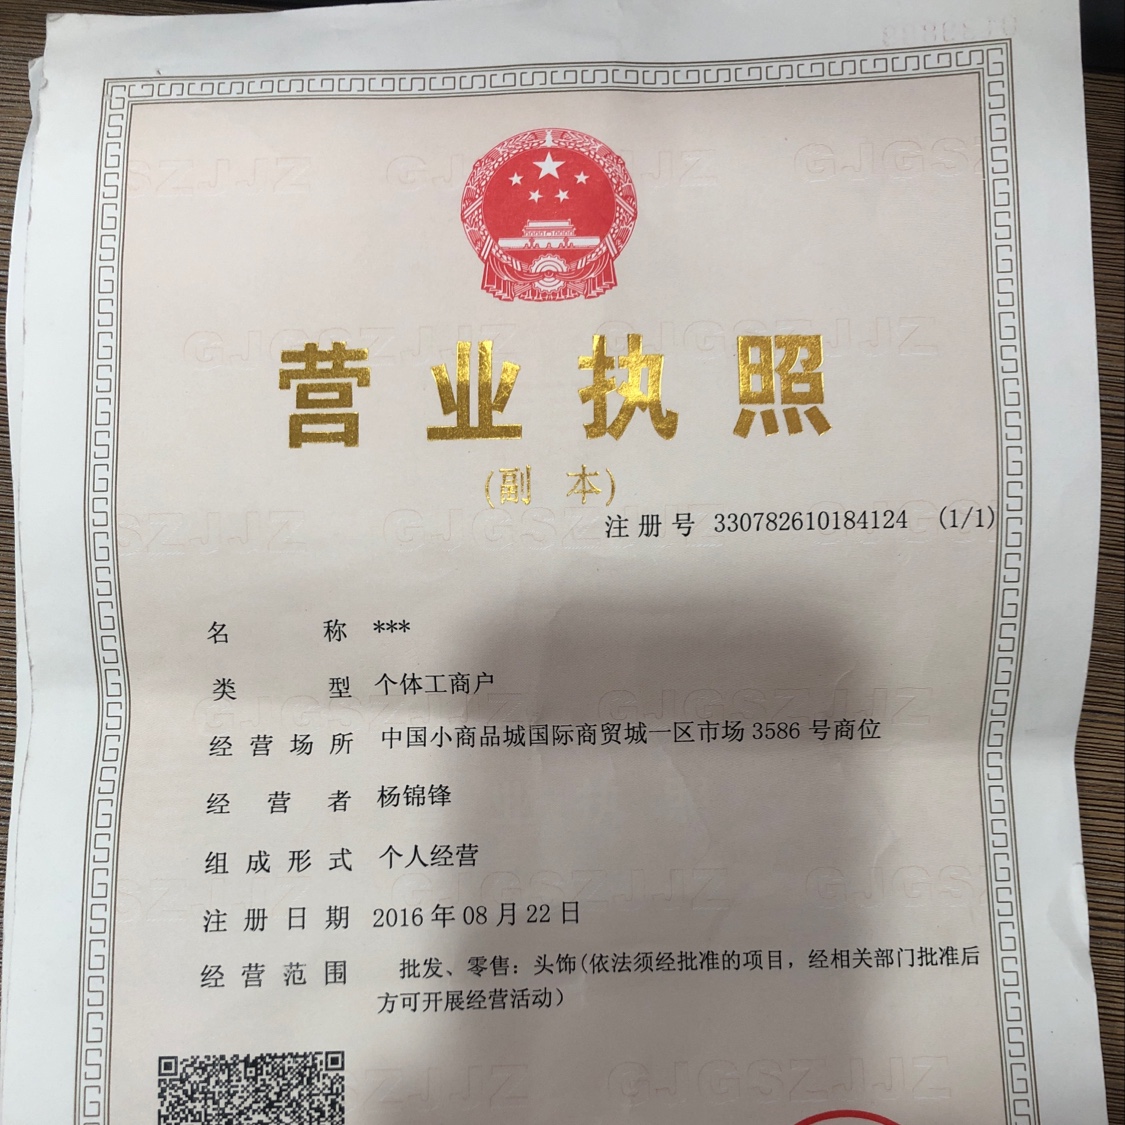 营业执照
(副 本)
注册号 330782610184124 (1/1)
名称 ***
类型 个体工商户
经营场所 中国小商品城国际商贸城一区市场 3586 号商位
经营者 杨锦锋
组成形式 个人经营
注册日期 2016 年 08 月 22 日
经营范围 批发、零售：头饰(依法须经批准的项目，经相关部门批准后
方可开展经营活动)